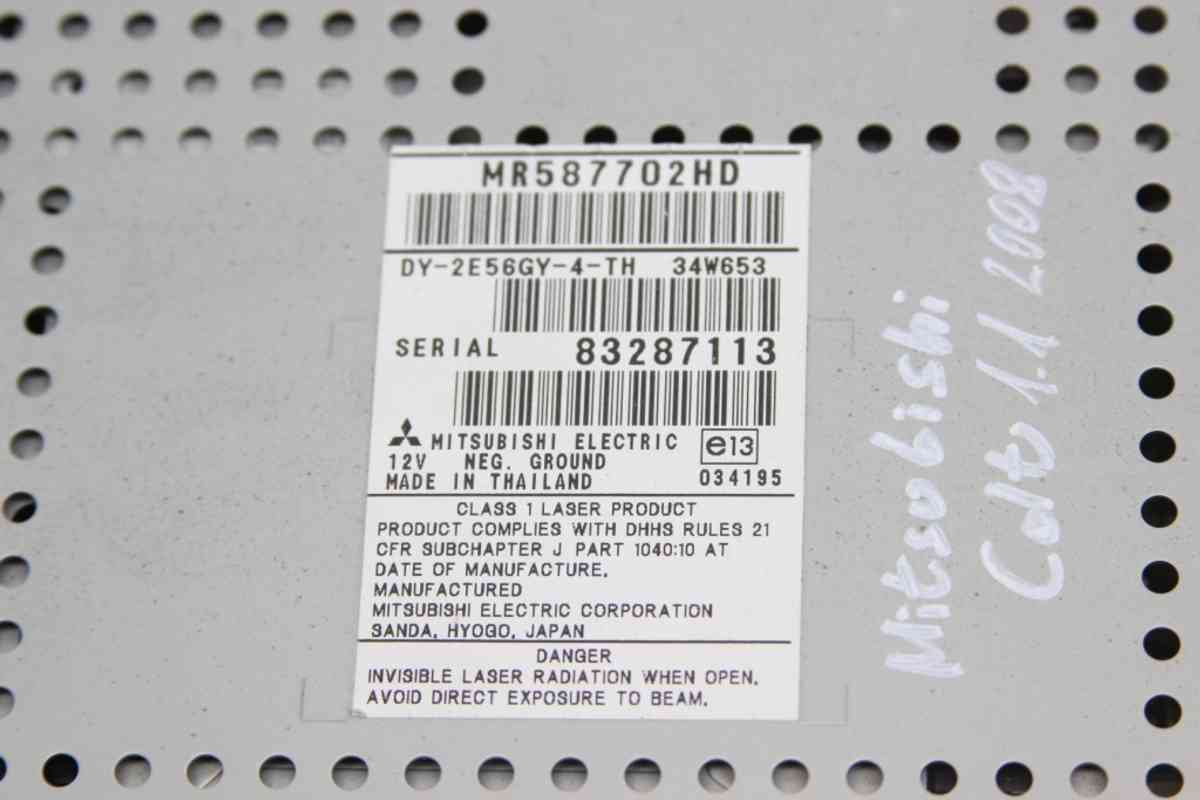 MR587702HD
DY-2E56GY-4-TH 34W653
SERIAL 83287113
MITSUBISHI ELECTRIC e13
12V NEG. GROUND
MADE IN THAILAND 034195
CLASS 1 LASER PRODUCT
PRODUCT COMPLIES WITH DHHS RULES 21
CFR SUBCHAPTER J PART 1040:10 AT
DATE OF MANUFACTURE.
MANUFACTURED
MITSUBISHI ELECTRIC CORPORATION
SANDA, HYOGO, JAPAN
DANGER
INVISIBLE LASER RADIATION WHEN OPEN.
AVOID DIRECT EXPOSURE TO BEAM.
Mitsubishi
Colt 1.1 2008